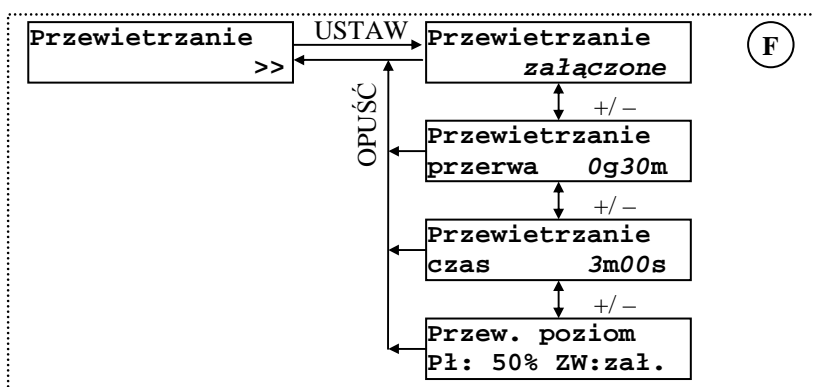 Przewietrzanie
>>
USTAW
OPUŚĆ
Przewietrzanie
załączone
+/–
Przewietrzanie
przerwa 0g30m
+/–
Przewietrzanie
czas 3m00s
+/–
Przew. poziom
Pł: 50% ZW:zał.
F